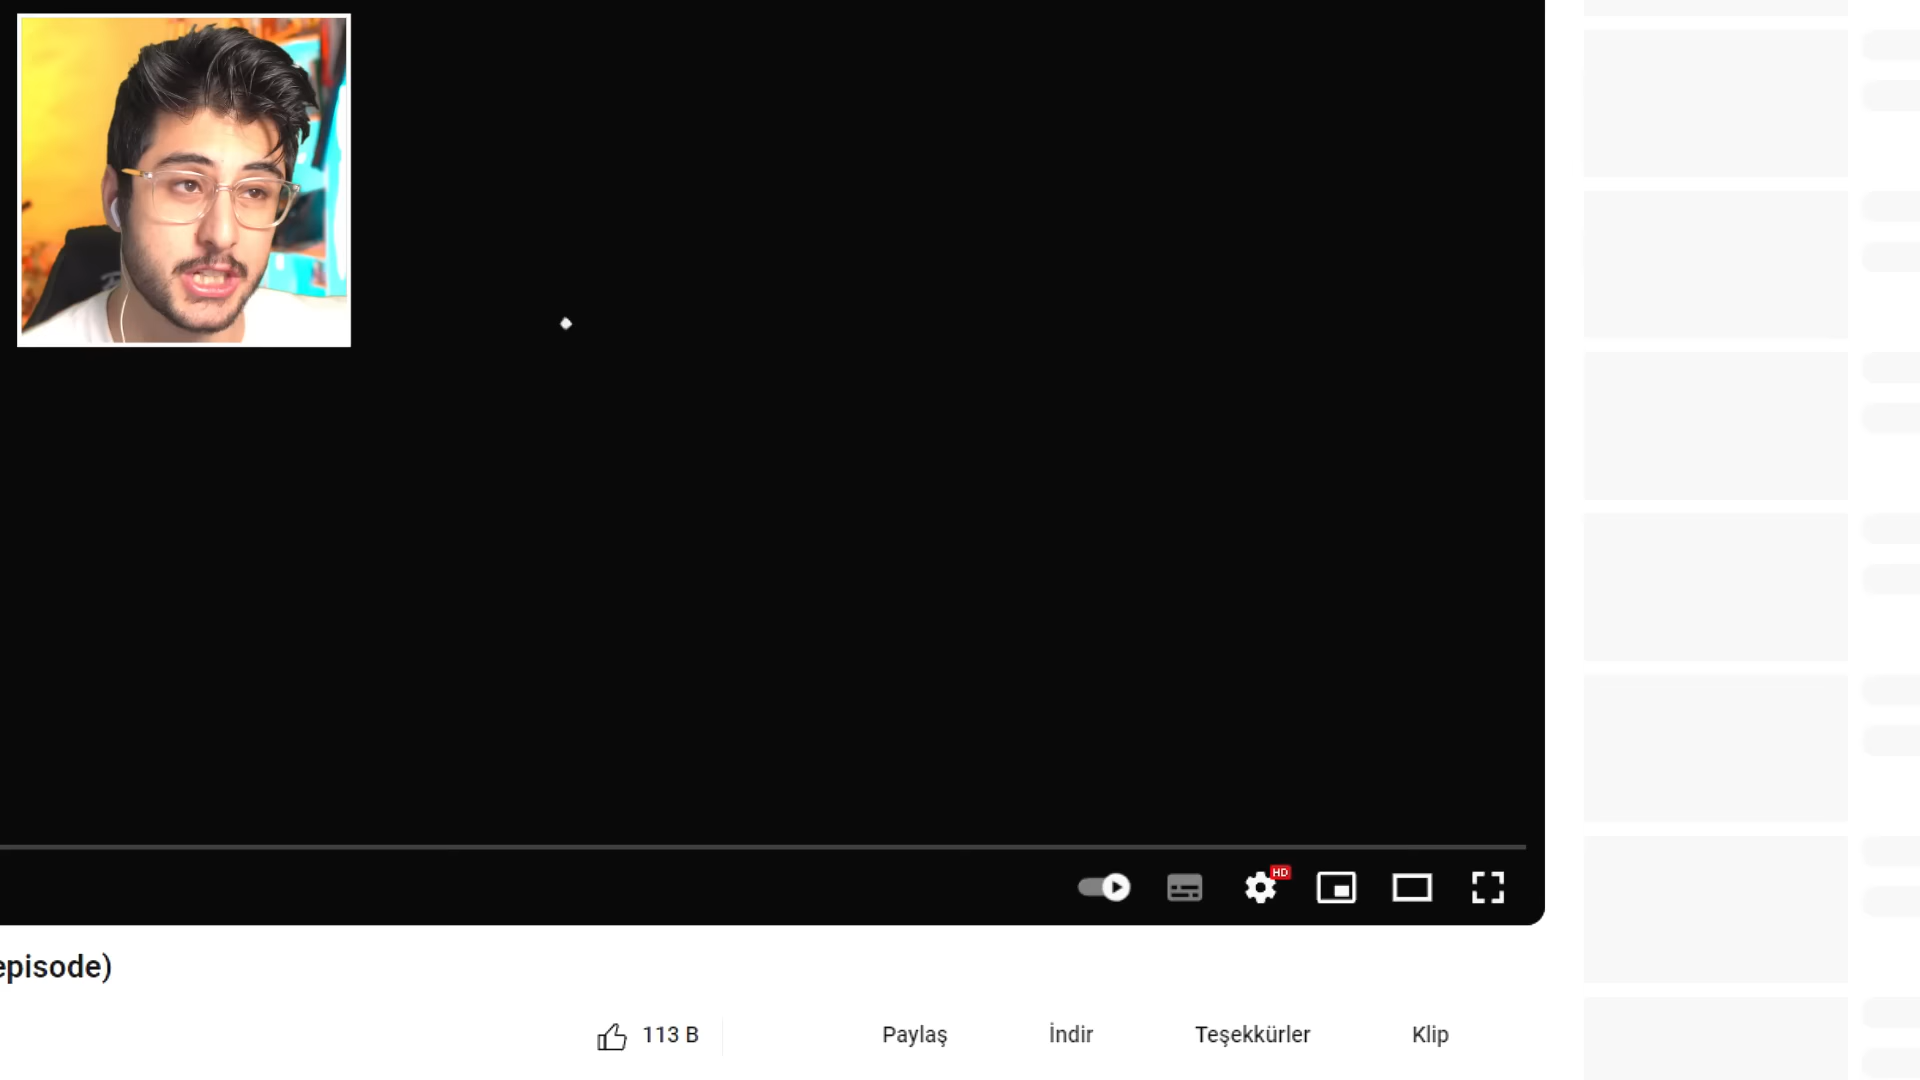 HD
episode)
113 B
Paylaş
İndir
Teşekkürler
Klip